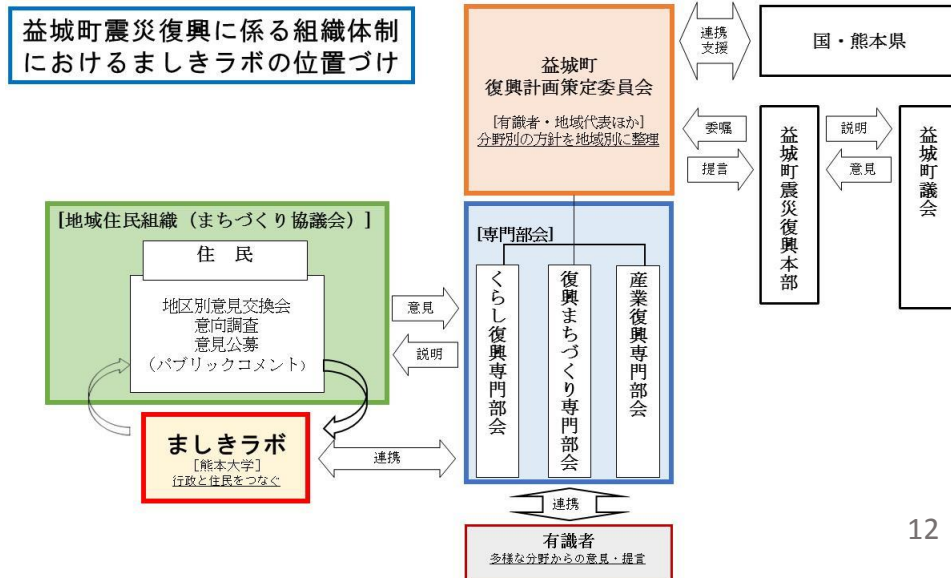 益城町震災復興に係る組織体制
におけるましきラボの位置づけ
益城町
復興計画策定委員会
[有識者・地域代表ほか]
分野別の方針を地域別に整理
連携
支援
国・熊本県
委嘱
提言
益城町震災復興本部
説明
意見
益城町議会
[地域住民組織（まちづくり協議会）]
住　民
地区別意見交換会
意向調査
意見公募
（パブリックコメント）
意見
説明
[専門部会]
くらし復興専門部会
復興まちづくり専門部会
産業復興専門部会
ましきラボ
[熊本大学]
行政と住民をつなぐ
連携
連携
有識者
多様な分野からの意見・提言
12